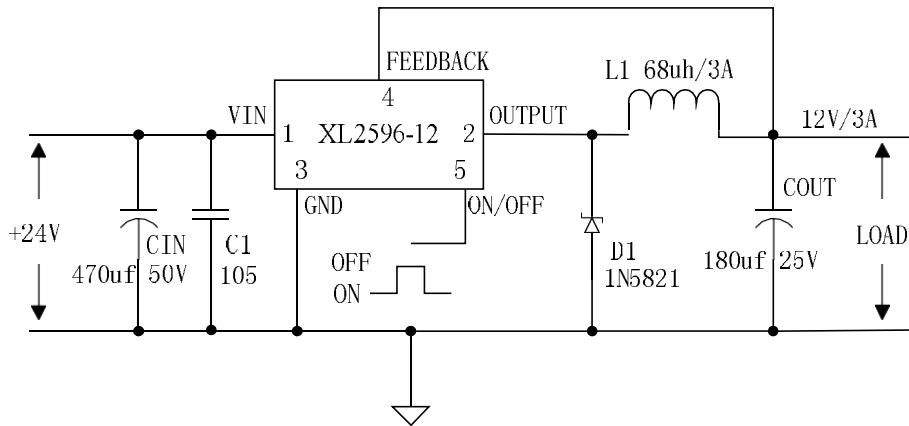 FEEDBACK
L1 68uh/3A
4
VIN
OUTPUT
12V/3A
1
XL2596-12
2
3
5
GND
ON/OFF
COUT
+24V
CIN
C1
LOAD
470uf 50V
105
OFF
D1
180uf 25V
ON
1N5821